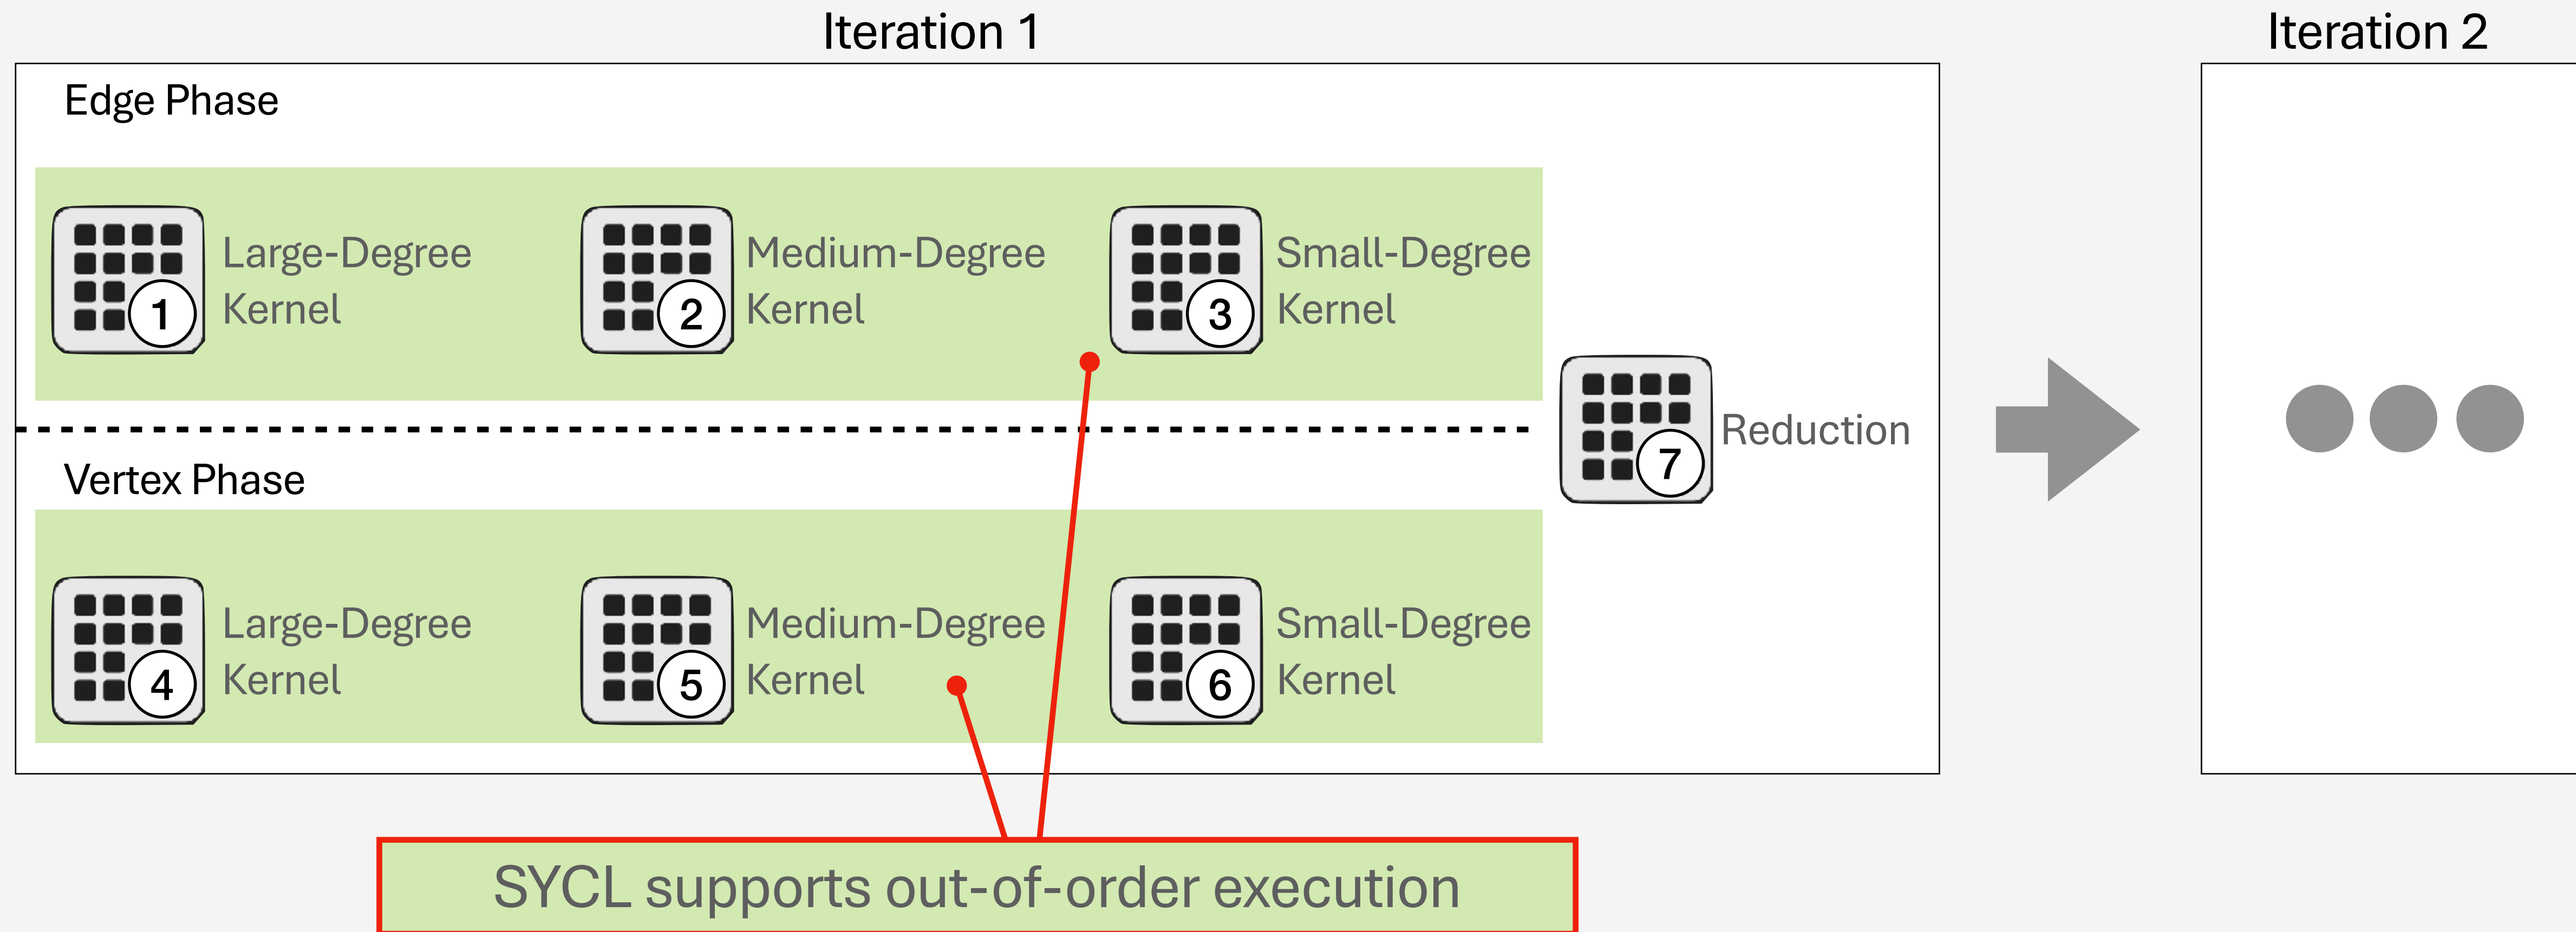 Iteration 1
Iteration 2
Edge Phase
1
Large-Degree
Kernel
2
Medium-Degree
Kernel
3
Small-Degree
Kernel
7
Reduction
Vertex Phase
4
Large-Degree
Kernel
5
Medium-Degree
Kernel
6
Small-Degree
Kernel
SYCL supports out-of-order execution